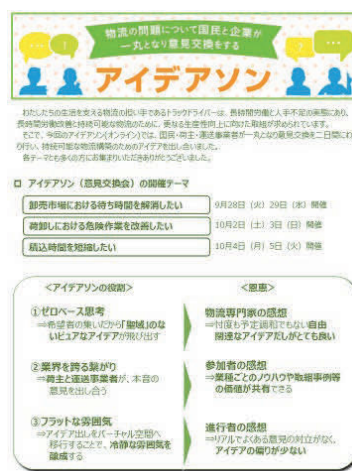 物流の問題について国民と企業が
一丸となり意見交換をする
アイデアソン
わたしたちの生活を支える物流の担い手であるトラックドライバーは、長時間労働と人手不足の実態にあり、
長時間労働改善と持続可能な物流のために、更なる生産性向上に向けた取組が求められています。
そこで、今回のアイデアソン(オンライン)では、国民・荷主・運送事業者が一丸となり意見交換を二日間にわ
り行い、持続可能な物流構築のためのアイデアを出し合いました。
各テーマとも多くの方にお集まりいただきありがとうございました。
□ アイデアソン(意見交換会)の開催テーマ
卸売市場における待ち時間を解消したい 9月28日(火)29日(水)開催
荷卸しにおける危険作業を改善したい 10月2日(土)3日(日)開催
積込時間を短縮したい 10月4日(月)5日(火)開催
<アイデアソンの役割>
①ゼロベース思考
⇒希望者の集いだから「聖域」のな
いピュアなアイデアが飛び出す
②業界を跨る繋がり
⇒荷主と運送事業者が、本音の
意見を出し合う
③フラットな雰囲気
⇒アイデア出しをバーチャル空間へ
移行することで、冷静な雰囲気を
醸成する
<恩恵>
物流専門家の感想
⇒忖度も予定調和でもない自由
闊達なアイデアだしがとても良い
参加者の感想
⇒業種ごとのノウハウや取組事例等
の価値が共有できる
進行者の感想
⇒リアルでよくある意見の対立がなく、
アイデアの偏りが少ない